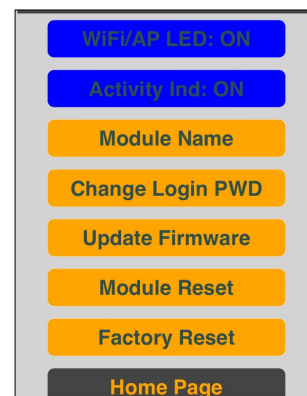 WiFi/AP LED: ON
Activity Ind: ON
Module Name
Change Login PWD
Update Firmware
Module Reset
Factory Reset
Home Page